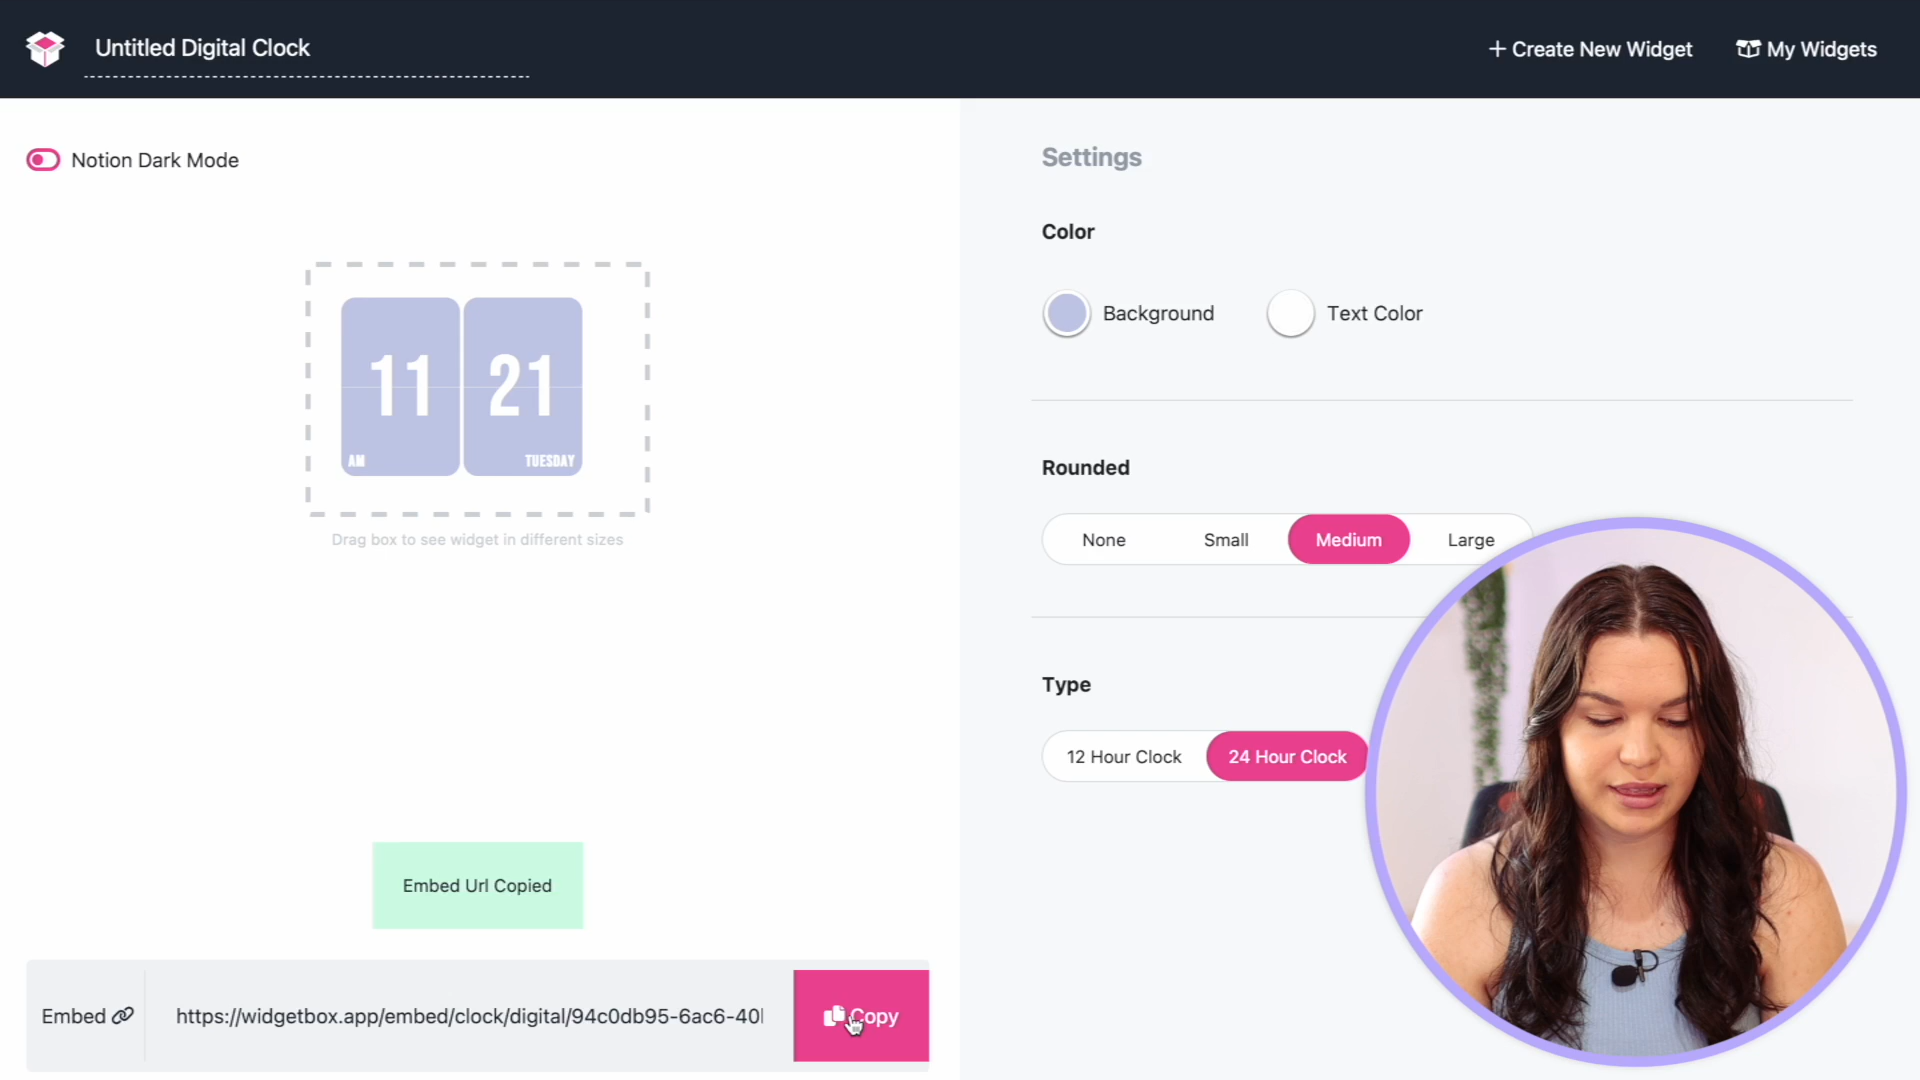 Untitled Digital Clock
+ Create New Widget
My Widgets
Notion Dark Mode
11
21
AM
TUESDAY
Drag box to see widget in different sizes
Settings
Color
Background
Text Color
Rounded
None
Small
Medium
Large
Type
12 Hour Clock
24 Hour Clock
Embed Url Copied
Embed
https://widgetbox.app/embed/clock/digital/94c0db95-6ac6-40
Copy